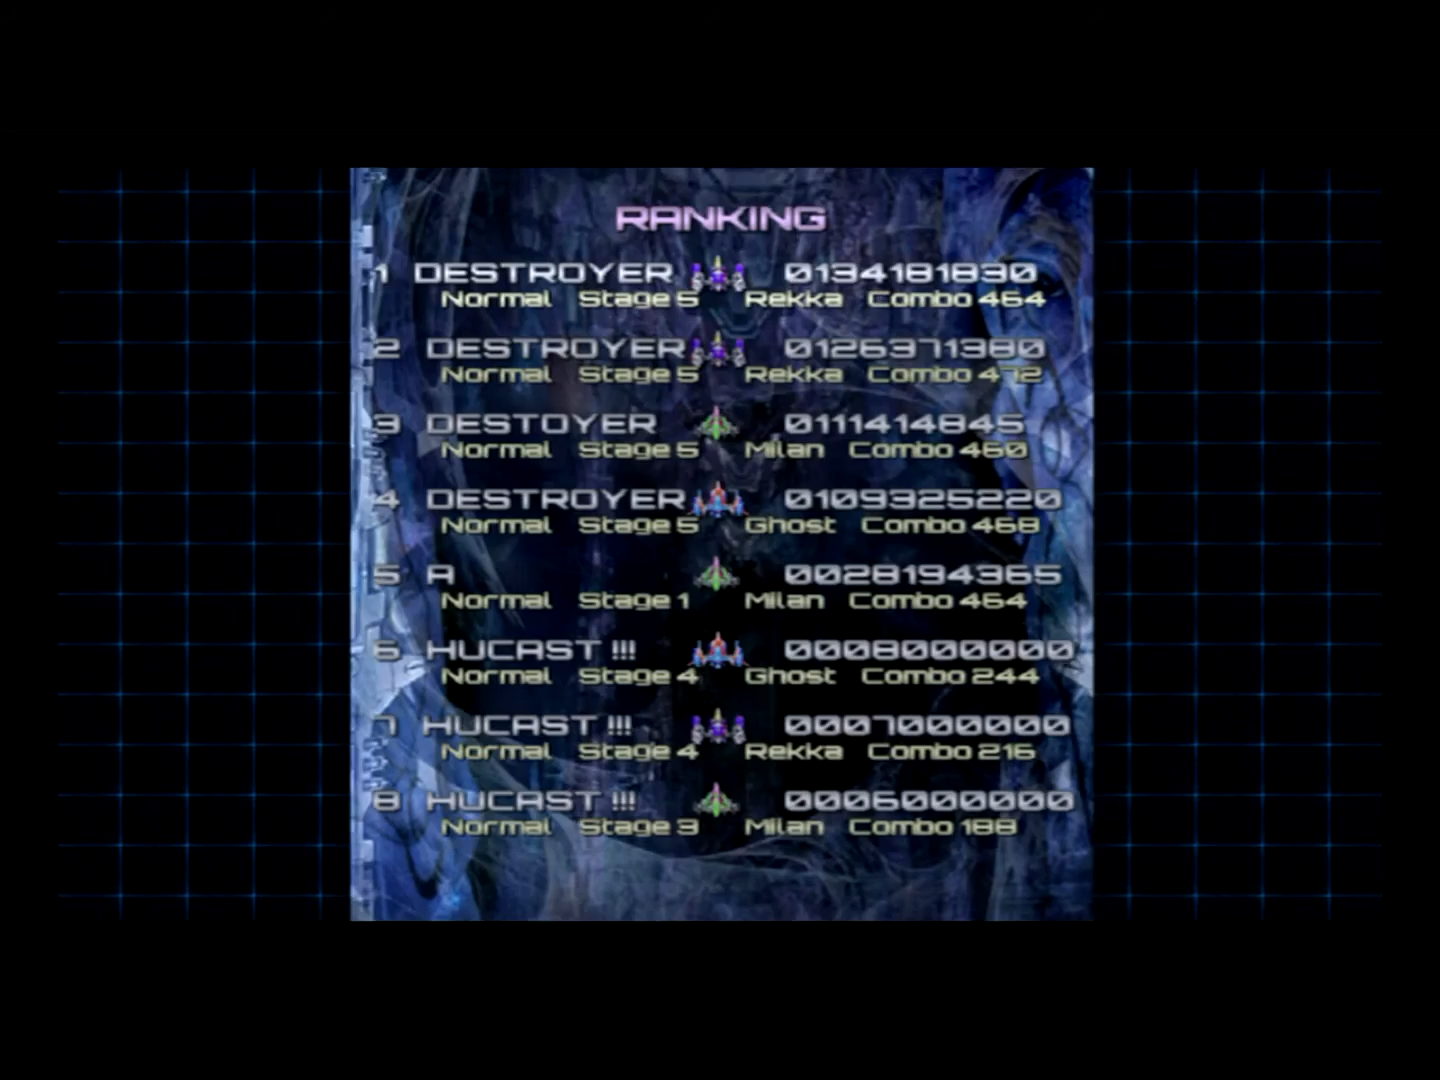 RANKING
1 DESTROYER 0134181830
Normal Stage 5 Rekka Combo 464
2 DESTROYER 0126371380
Normal Stage 5 Rekka Combo 472
3 DESTOYER 0111414845
Normal Stage 5 Milan Combo 460
4 DESTROYER 0109325220
Normal Stage 5 Ghost Combo 468
5 A 0028194365
Normal Stage 1 Milan Combo 464
6 HUCAST !!! 0008000000
Normal Stage 4 Ghost Combo 244
7 HUCAST !!! 0007000000
Normal Stage 4 Rekka Combo 216
8 HUCAST !!! 0006000000
Normal Stage 3 Milan Combo 188